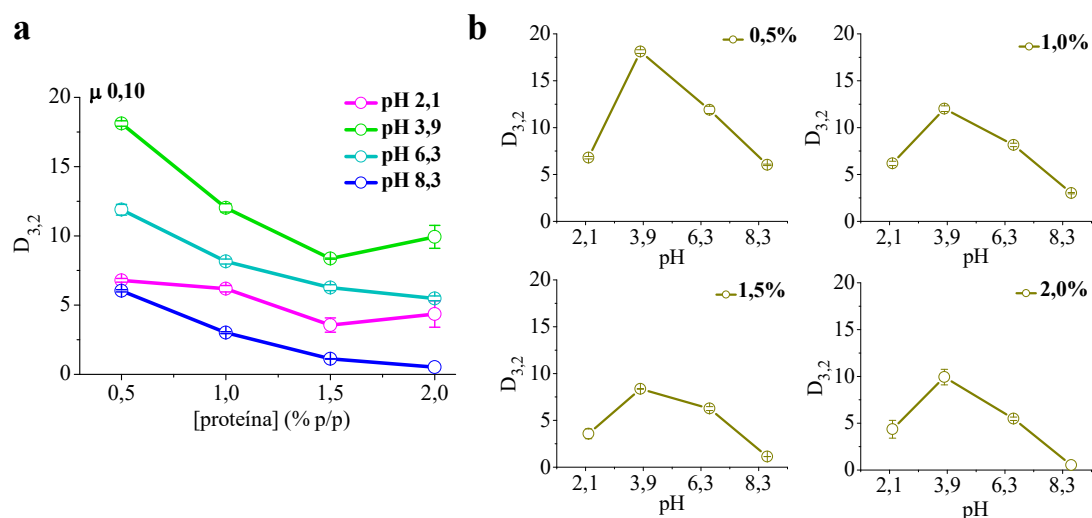 a
μ 0,10
pH 2,1
pH 3,9
pH 6,3
pH 8,3
D3,2
20
15
10
5
0
0,5 1,0 1,5 2,0
[proteína] (% p/p)
b
0,5%
D3,2
20
15
10
5
0
2,1 3,9 6,3 8,3
pH
1,0%
D3,2
20
15
10
5
0
2,1 3,9 6,3 8,3
pH
1,5%
D3,2
20
15
10
5
0
2,1 3,9 6,3 8,3
pH
2,0%
D3,2
20
15
10
5
0
2,1 3,9 6,3 8,3
pH